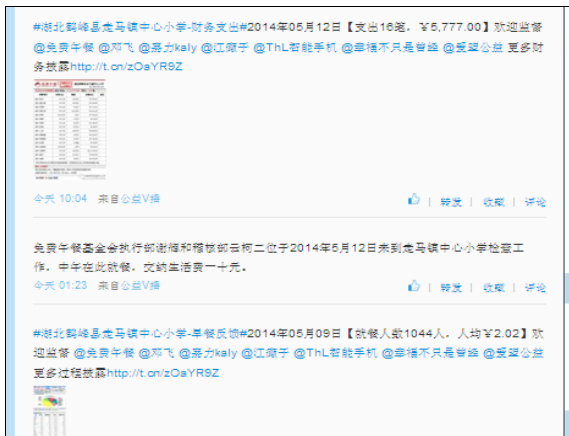 #湖北鹤峰县走马镇中心小学-财务支出#2014年05月12日【支出16笔，￥5,777.00】欢迎监督
@免费午餐 @邓飞 @嘉力kaly @江癞子 @ThL智能手机 @幸福不只是曾经 @爱望公益 更多财
务披露http://t.cn/zOaYR9Z
今天 10:04 来自公益V播
转发 | 收藏 | 评论
免费午餐基金会执行部谢辉和稽核部云柯二位于2014年5月12日来到走马镇中心小学检查工
作，中午在此就餐，交纳生活费一十元。
今天 01:23 来自公益V播
转发 | 收藏 | 评论
#湖北鹤峰县走马镇中心小学-早餐反馈#2014年05月09日【就餐人数1044人，人均￥2.02】欢
迎监督 @免费午餐 @邓飞 @嘉力kaly @江癞子 @ThL智能手机 @幸福不只是曾经 @爱望公益
更多过程披露http://t.cn/zOaYR9Z